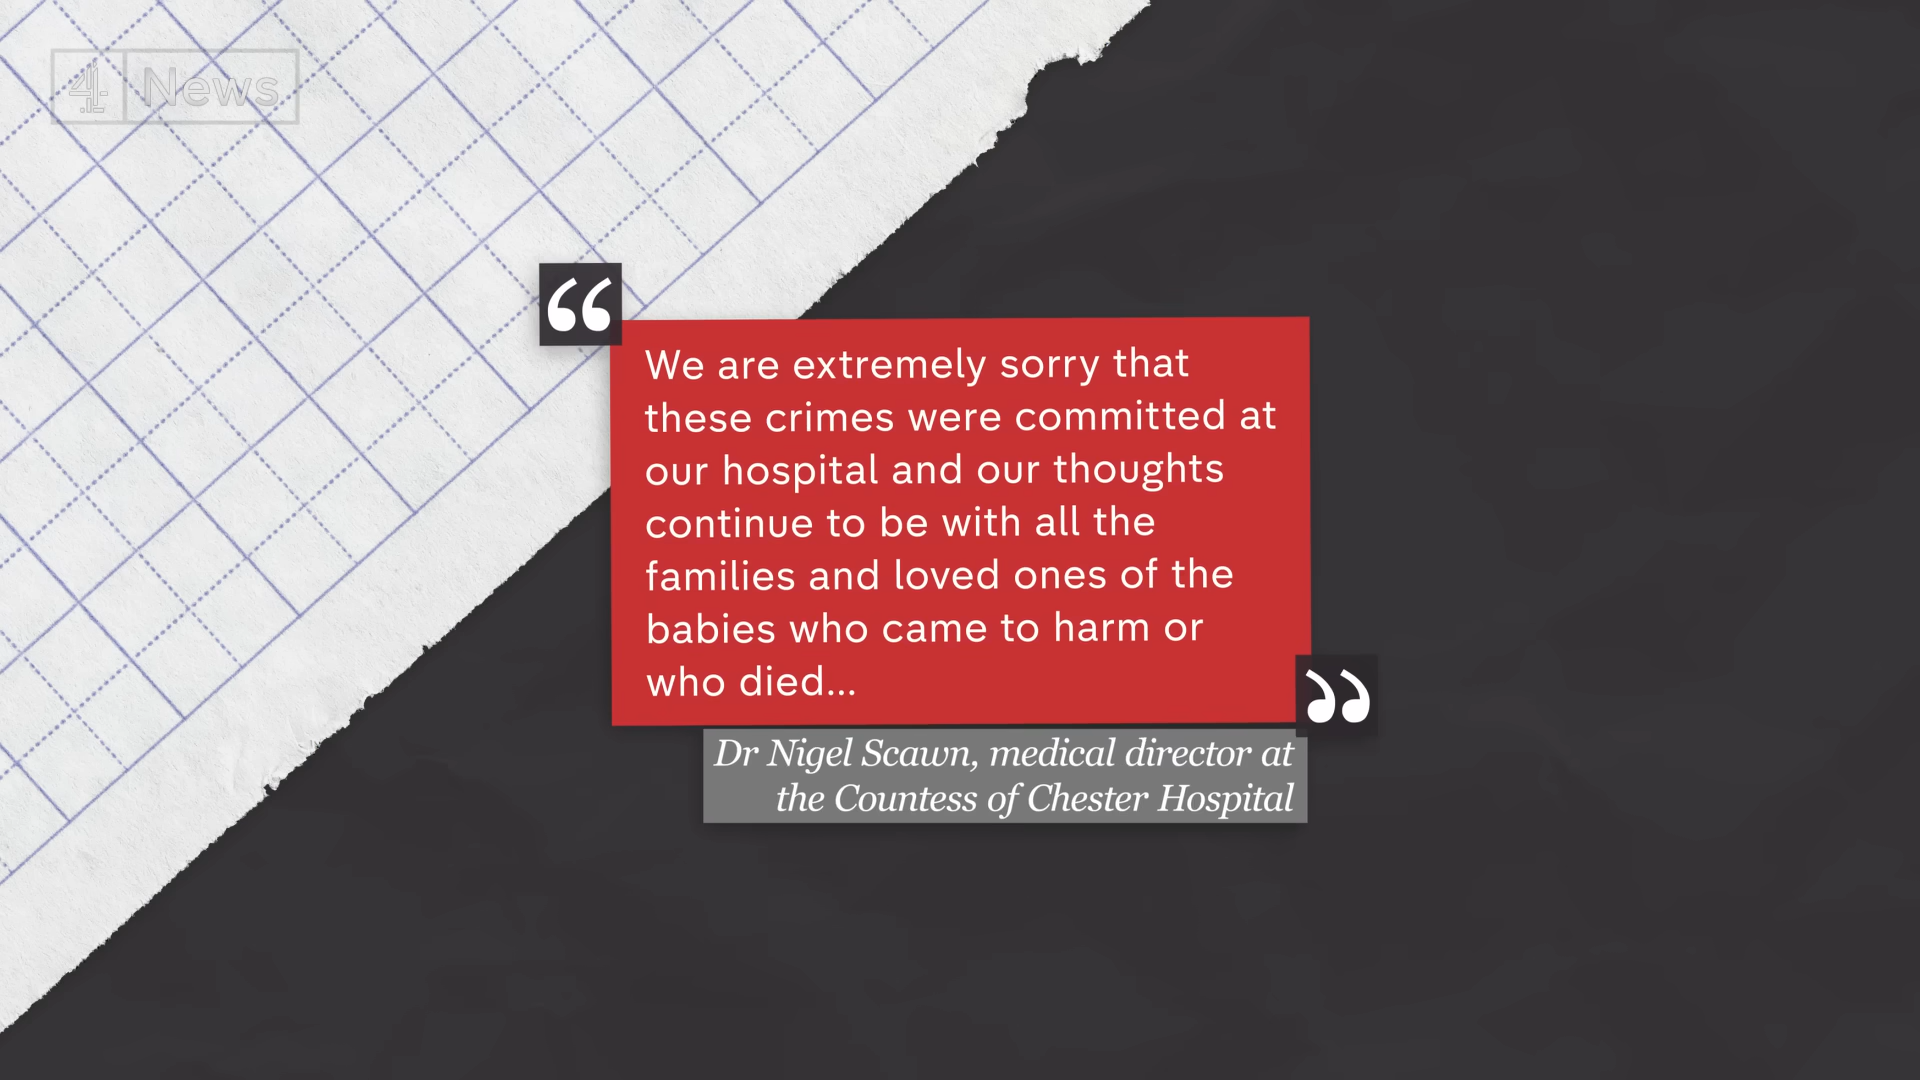 4 News
“
We are extremely sorry that
these crimes were committed at
our hospital and our thoughts
continue to be with all the
families and loved ones of the
babies who came to harm or
who died...
”
Dr Nigel Scawn, medical director at
the Countess of Chester Hospital